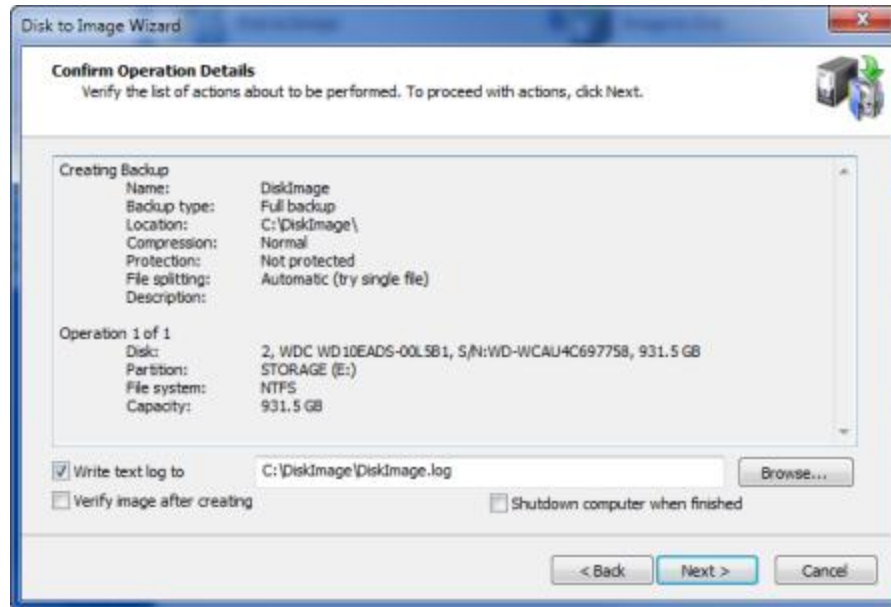 Disk to Image Wizard
Confirm Operation Details
Verify the list of actions about to be performed. To proceed with actions, click Next.
Creating Backup
Name: DiskImage
Backup type: Full backup
Location: C:\DiskImage\
Compression: Normal
Protection: Not protected
File splitting: Automatic (try single file)
Description:
Operation 1 of 1
Disk: 2, WDC WD10EADS-00L5B1, S/N:WD-WCAU4C697758, 931.5 GB
Partition: STORAGE (E:)
File system: NTFS
Capacity: 931.5 GB
Write text log to C:\DiskImage\DiskImage.log Browse...
Verify image after creating Shutdown computer when finished
< Back Next > Cancel